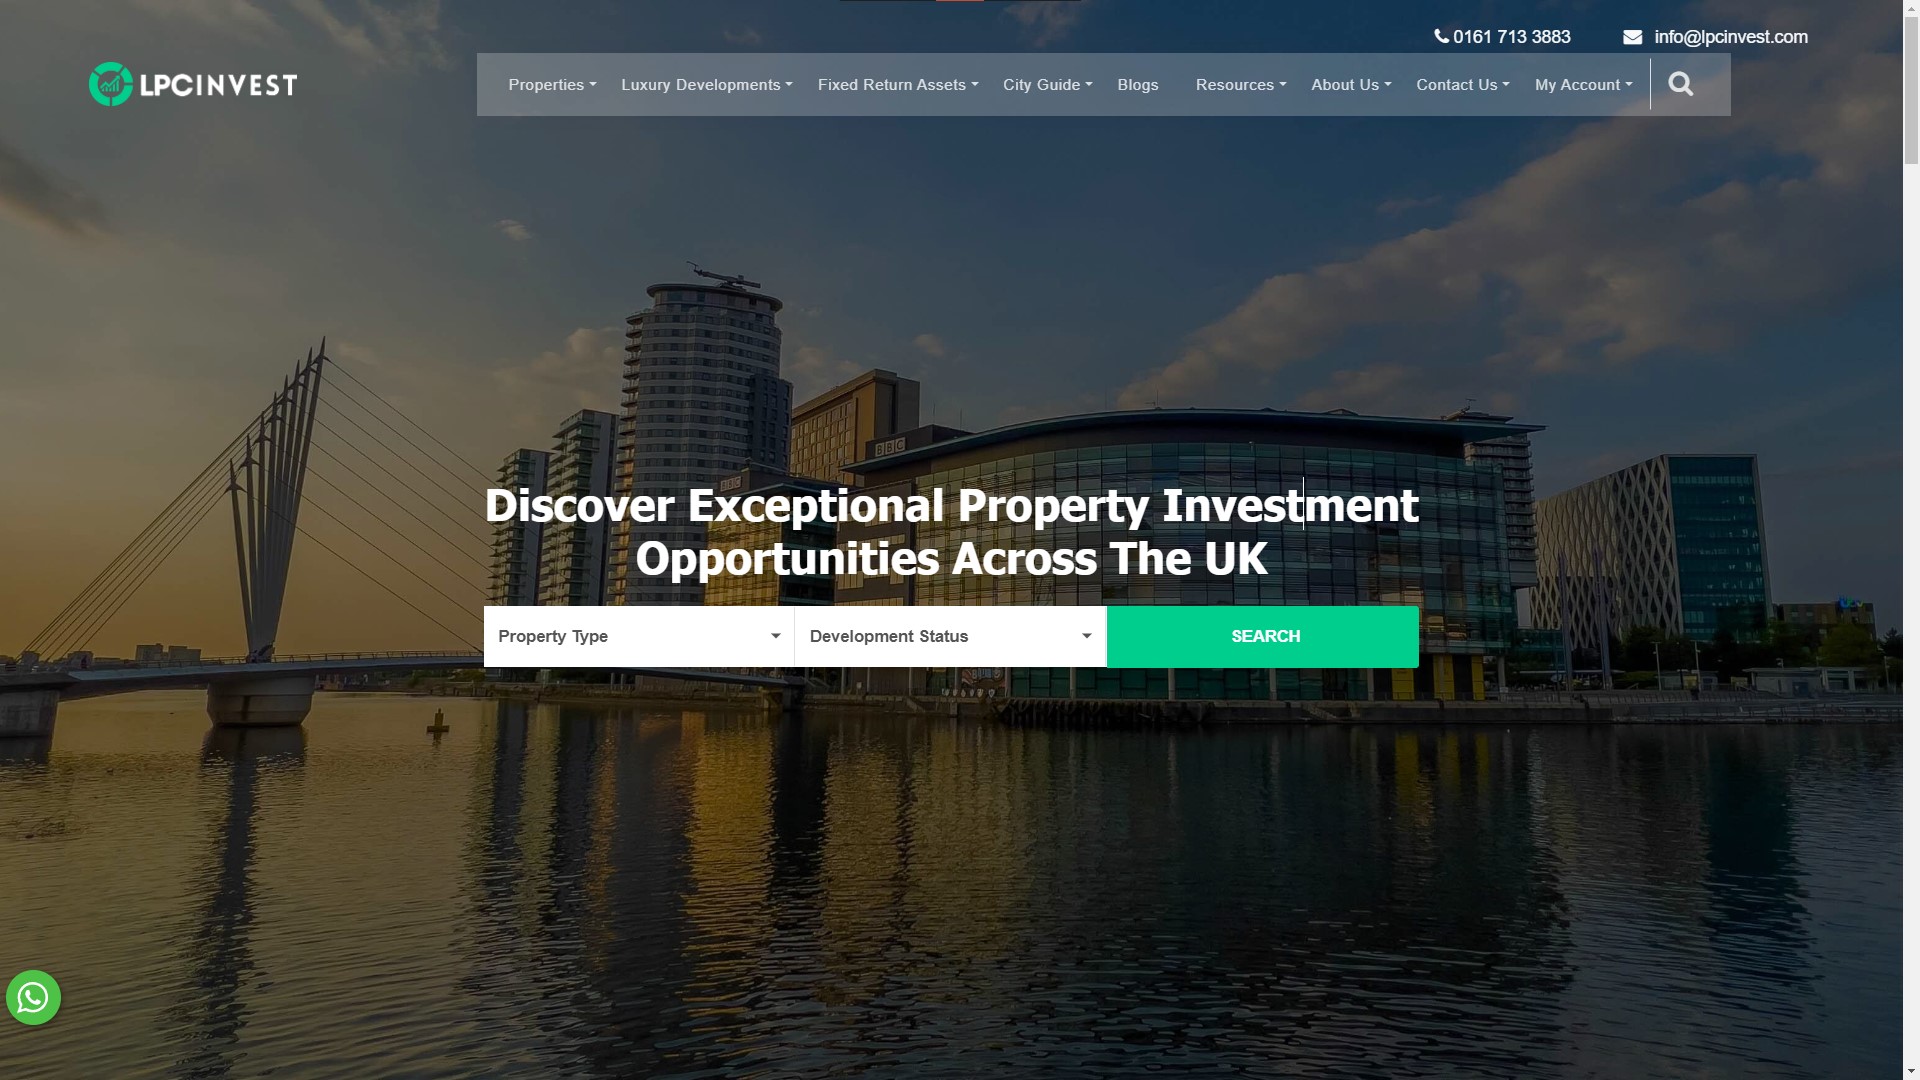 0161 713 3883 info@lpcinvest.com
LPCINVEST
Properties Luxury Developments Fixed Return Assets City Guide Blogs Resources About Us Contact Us My Account
BBC
BBC
Discover Exceptional Property Investment
Opportunities Across The UK
Property Type Development Status SEARCH